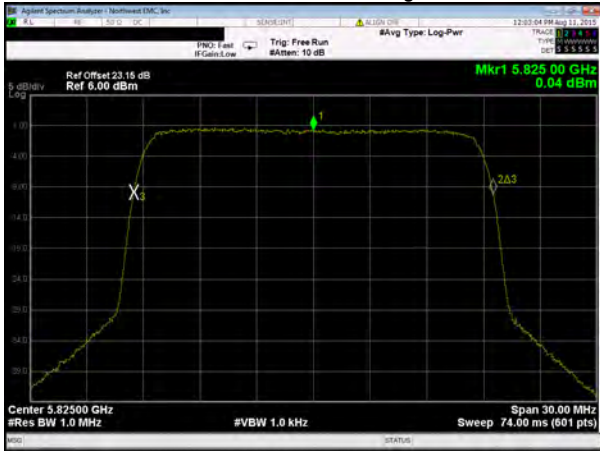 Agilent Spectrum Analyzer - Northwest EMC, Inc
RL RF 50 Ω DC SENSE:INT ALIGN OFF 12:03:04 PM Aug 11, 2015
#Avg Type: Log-Pwr TRACE 1 2 3 4 5 6
PNO: Fast Trig: Free Run TYPE
IFGain:Low #Atten: 10 dB DET S S S S S S
Mkr1 5.825 00 GHz
0.04 dBm
Ref Offset 23.15 dB
5 dB/div Ref 6.00 dBm
Log
1.00
1
-4.00
-9.00
3
2Δ3
-14.0
-19.0
-24.0
-29.0
-34.0
-39.0
Center 5.82500 GHz Span 30.00 MHz
#Res BW 1.0 MHz #VBW 1.0 kHz Sweep 74.00 ms (601 pts)
MSG STATUS